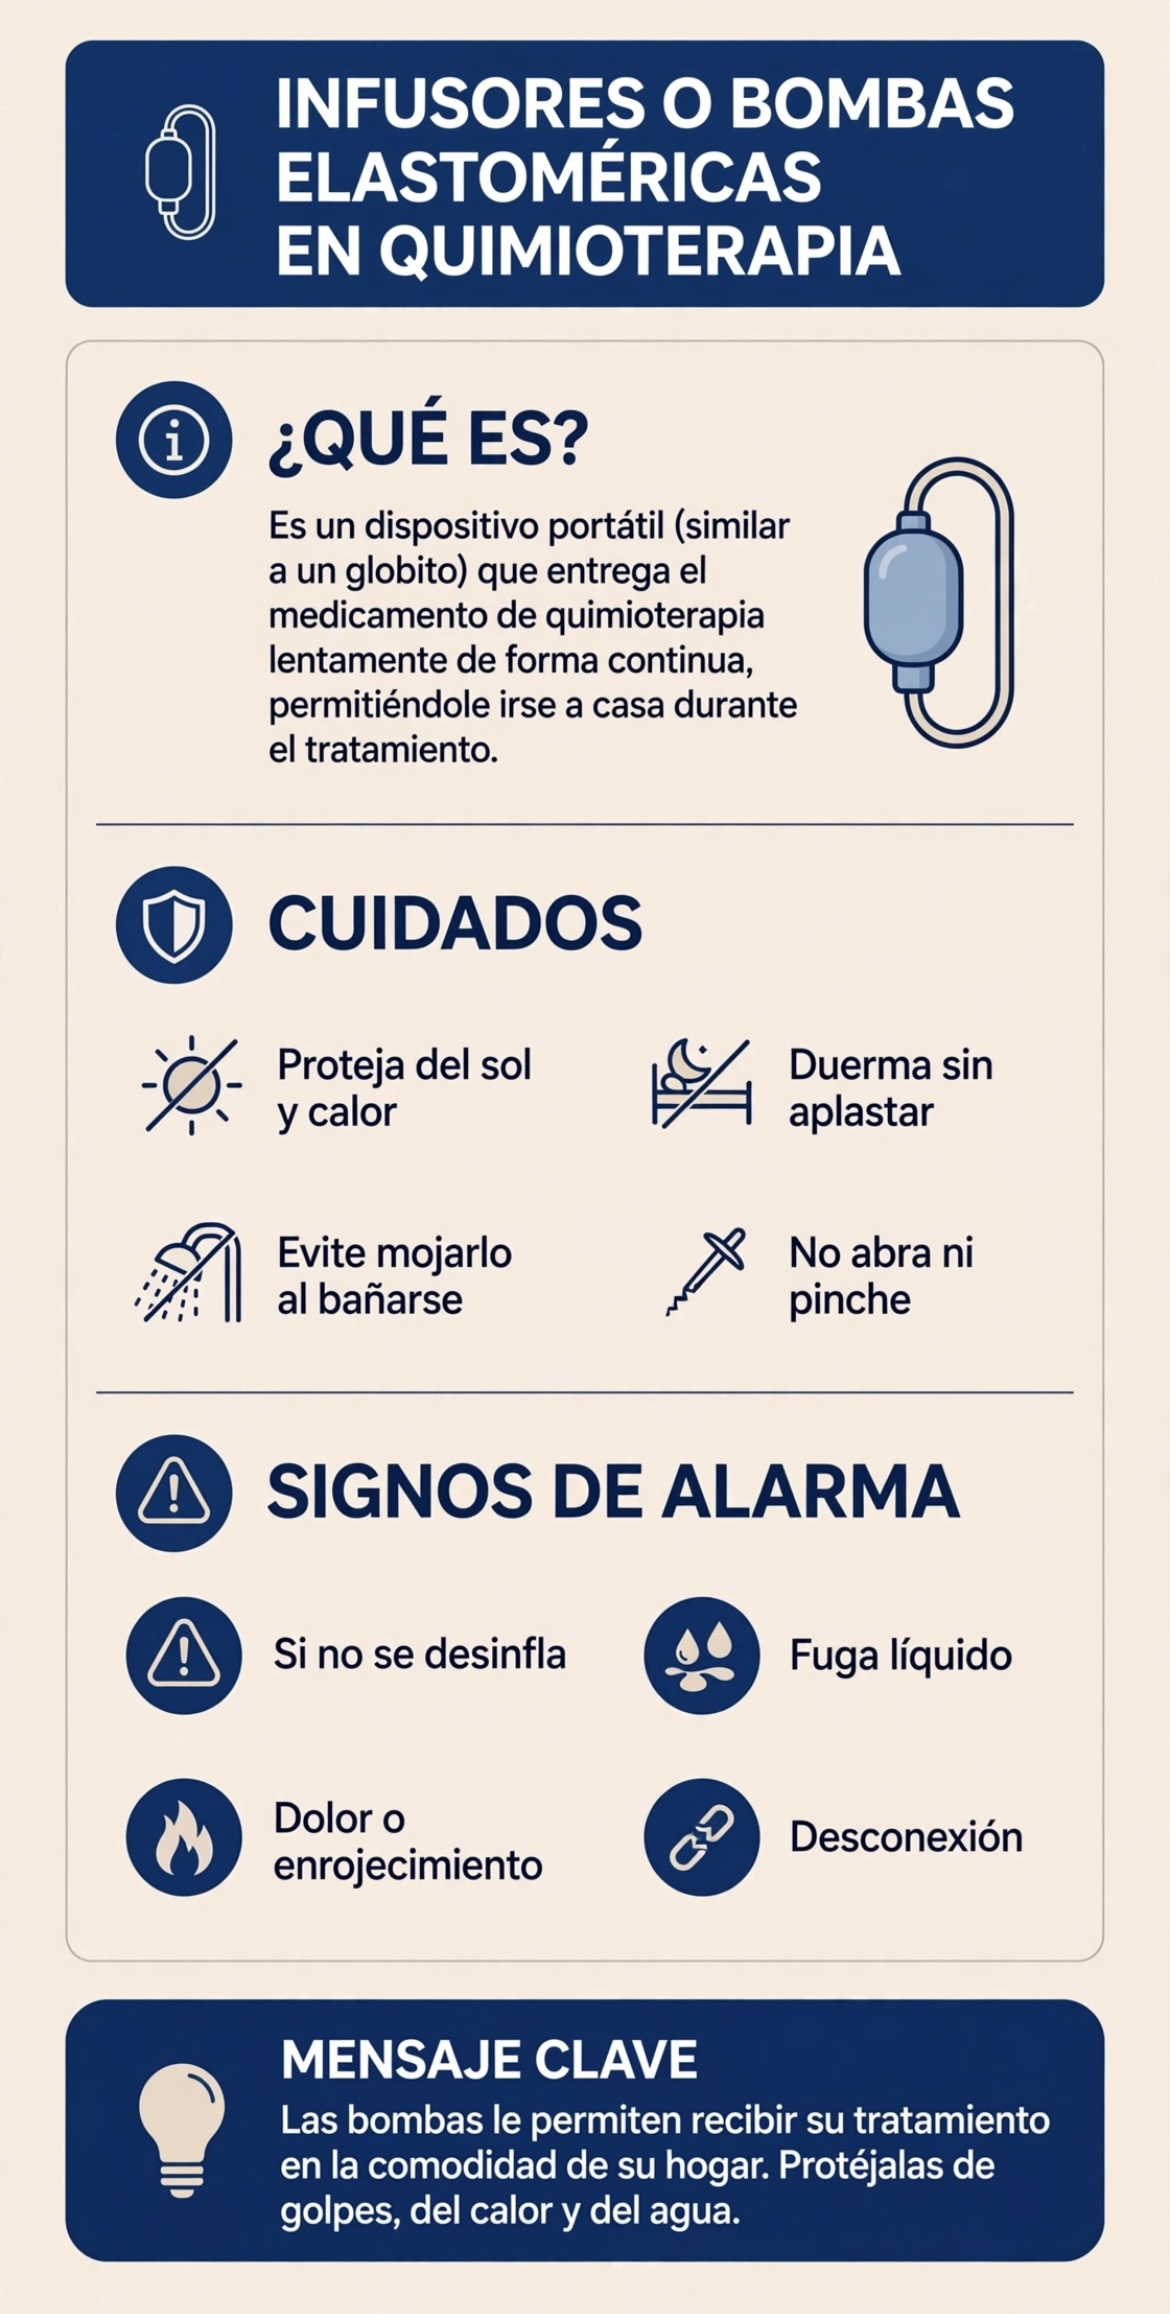 INFUSORES O BOMBAS
ELASTOMÉRICAS
EN QUIMIOTERAPIA
¿QUÉ ES?
Es un dispositivo portátil (similar
a un globito) que entrega el
medicamento de quimioterapia
lentamente de forma continua,
permitiéndole irse a casa durante
el tratamiento.
CUIDADOS
Proteja del sol
y calor
Duerma sin
aplastar
Evite mojarlo
al bañarse
No abra ni
pinche
SIGNOS DE ALARMA
Si no se desinfla
Fuga líquido
Dolor o
enrojecimiento
Desconexión
MENSAJE CLAVE
Las bombas le permiten recibir su tratamiento
en la comodidad de su hogar. Protéjalas de
golpes, del calor y del agua.